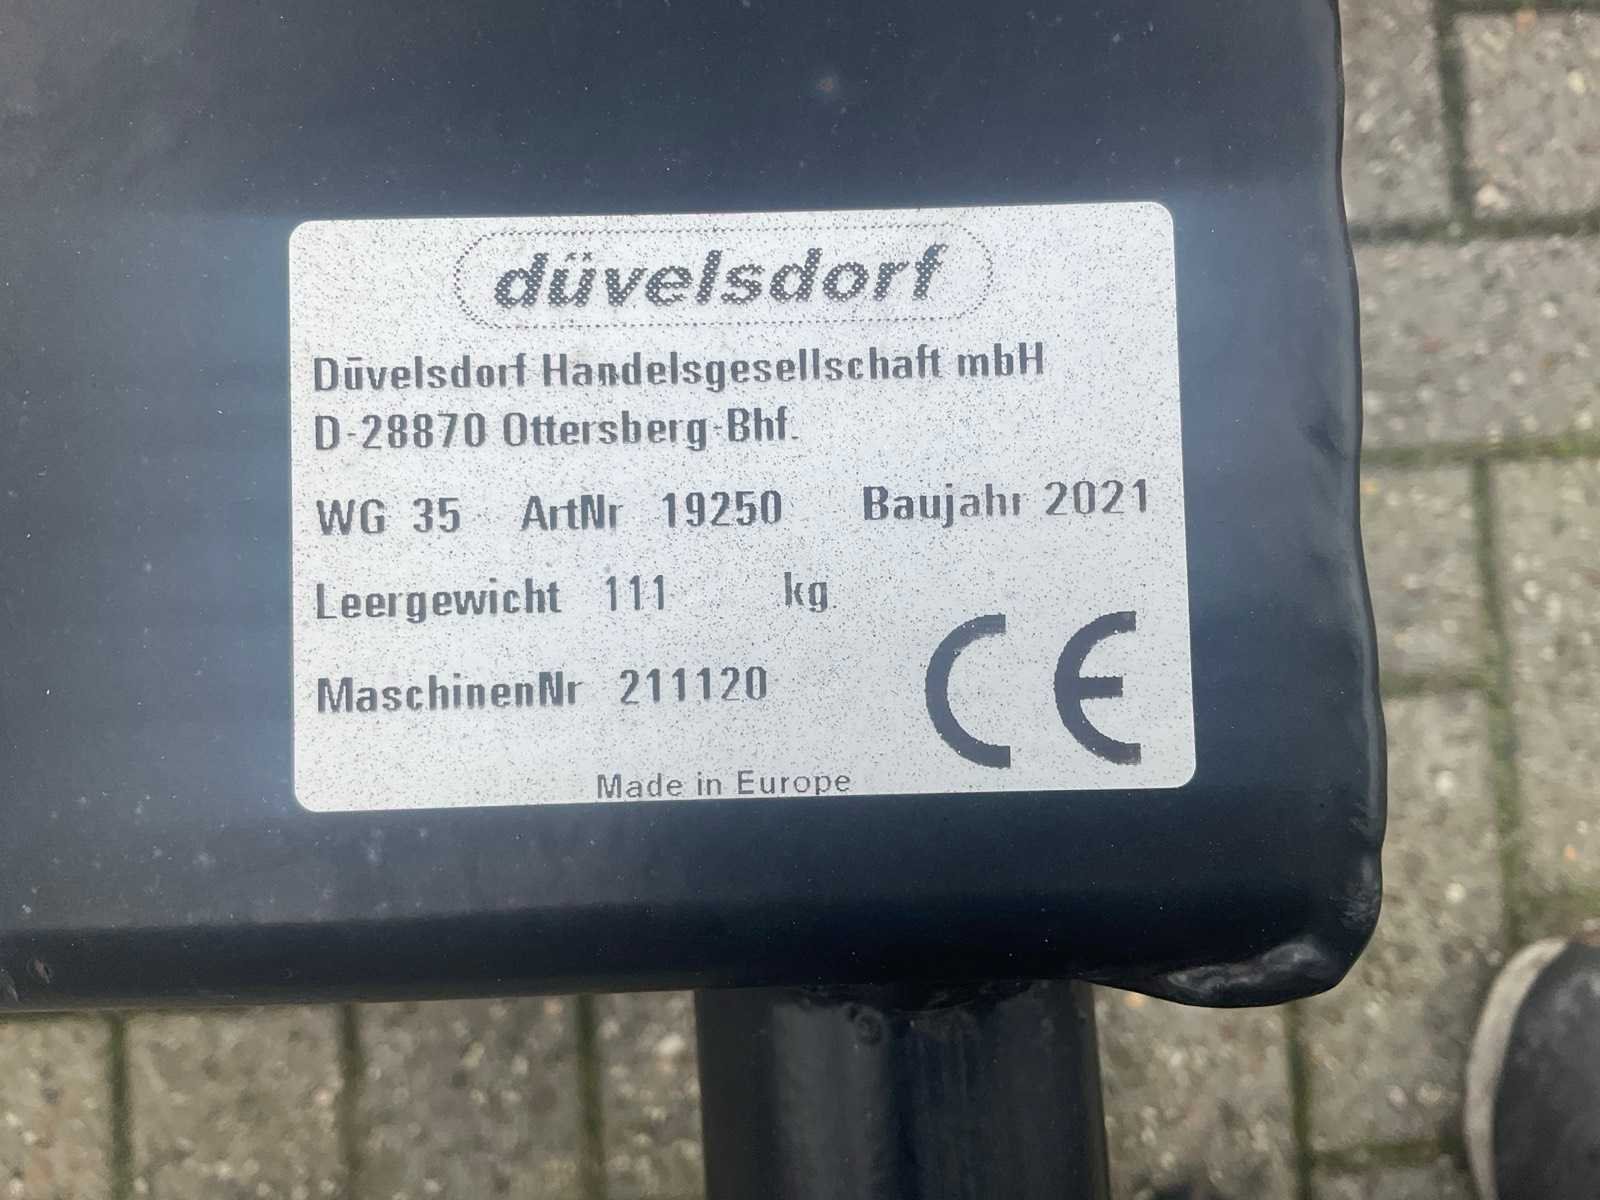 düvelsdorf
Düvelsdorf Handelsgesellschaft mbH
D-28870 Ottersberg-Bhf.
WG 35 ArtNr 19250 Baujahr 2021
Leergewicht 111 kg.
MaschinenNr 211120
CE
Made in Europe